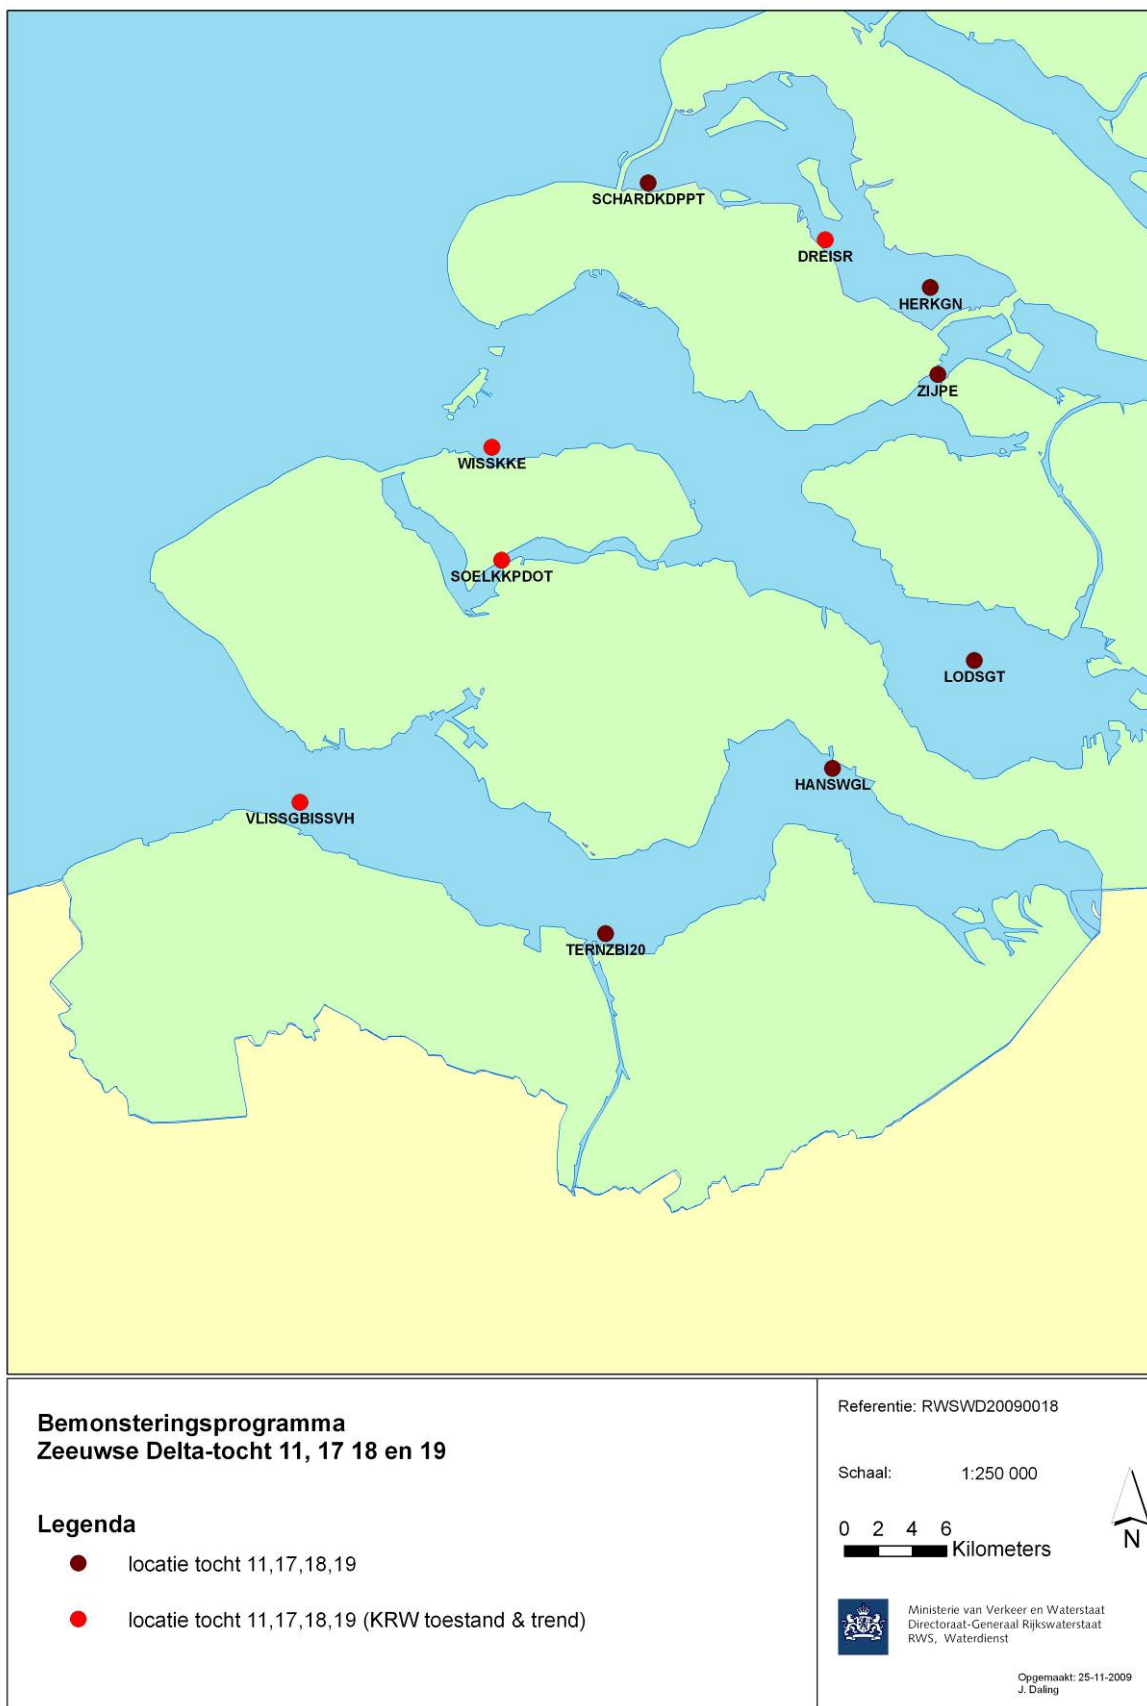 SCHARDKDPPT
DREISR
HERKGN
ZIJPE
WISSKKE
SOELKKPDOT
LODSGT
HANSWGL
VLISSGBISSVH
TERNZBI20
Bemonsteringsprogramma
Zeeuwse Delta-tocht 11, 17 18 en 19
Legenda
locatie tocht 11,17,18,19
locatie tocht 11,17,18,19 (KRW toestand & trend)
Referentie: RWSWD20090018
Schaal: 1:250 000
0 2 4 6
Kilometers
N
Ministerie van Verkeer en Waterstaat
Directoraat-Generaal Rijkswaterstaat
RWS, Waterdienst
Opgemaakt: 25-11-2009
J. Daling